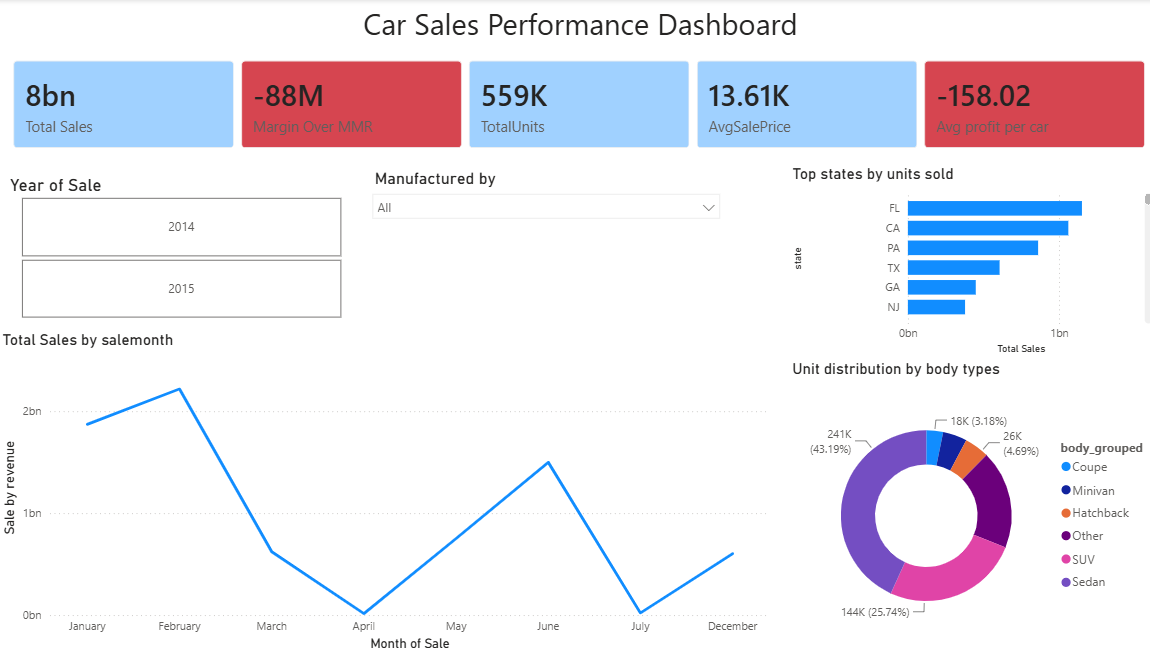 Car Sales Performance Dashboard
8bn
Total Sales
-88M
Margin Over MMR
559K
TotalUnits
13.61K
AvgSalePrice
-158.02
Avg profit per car
Year of Sale
2014
2015
Manufactured by
All
Top states by units sold
state
FL
CA
PA
TX
GA
NJ
0bn
1bn
Total Sales
Total Sales by salemonth
Sale by revenue
2bn
1bn
0bn
January
February
March
April
May
June
July
December
Month of Sale
Unit distribution by body types
18K (3.18%)
26K
(4.69%)
241K
(43.19%)
144K (25.74%)
body_grouped
Coupe
Minivan
Hatchback
Other
SUV
Sedan